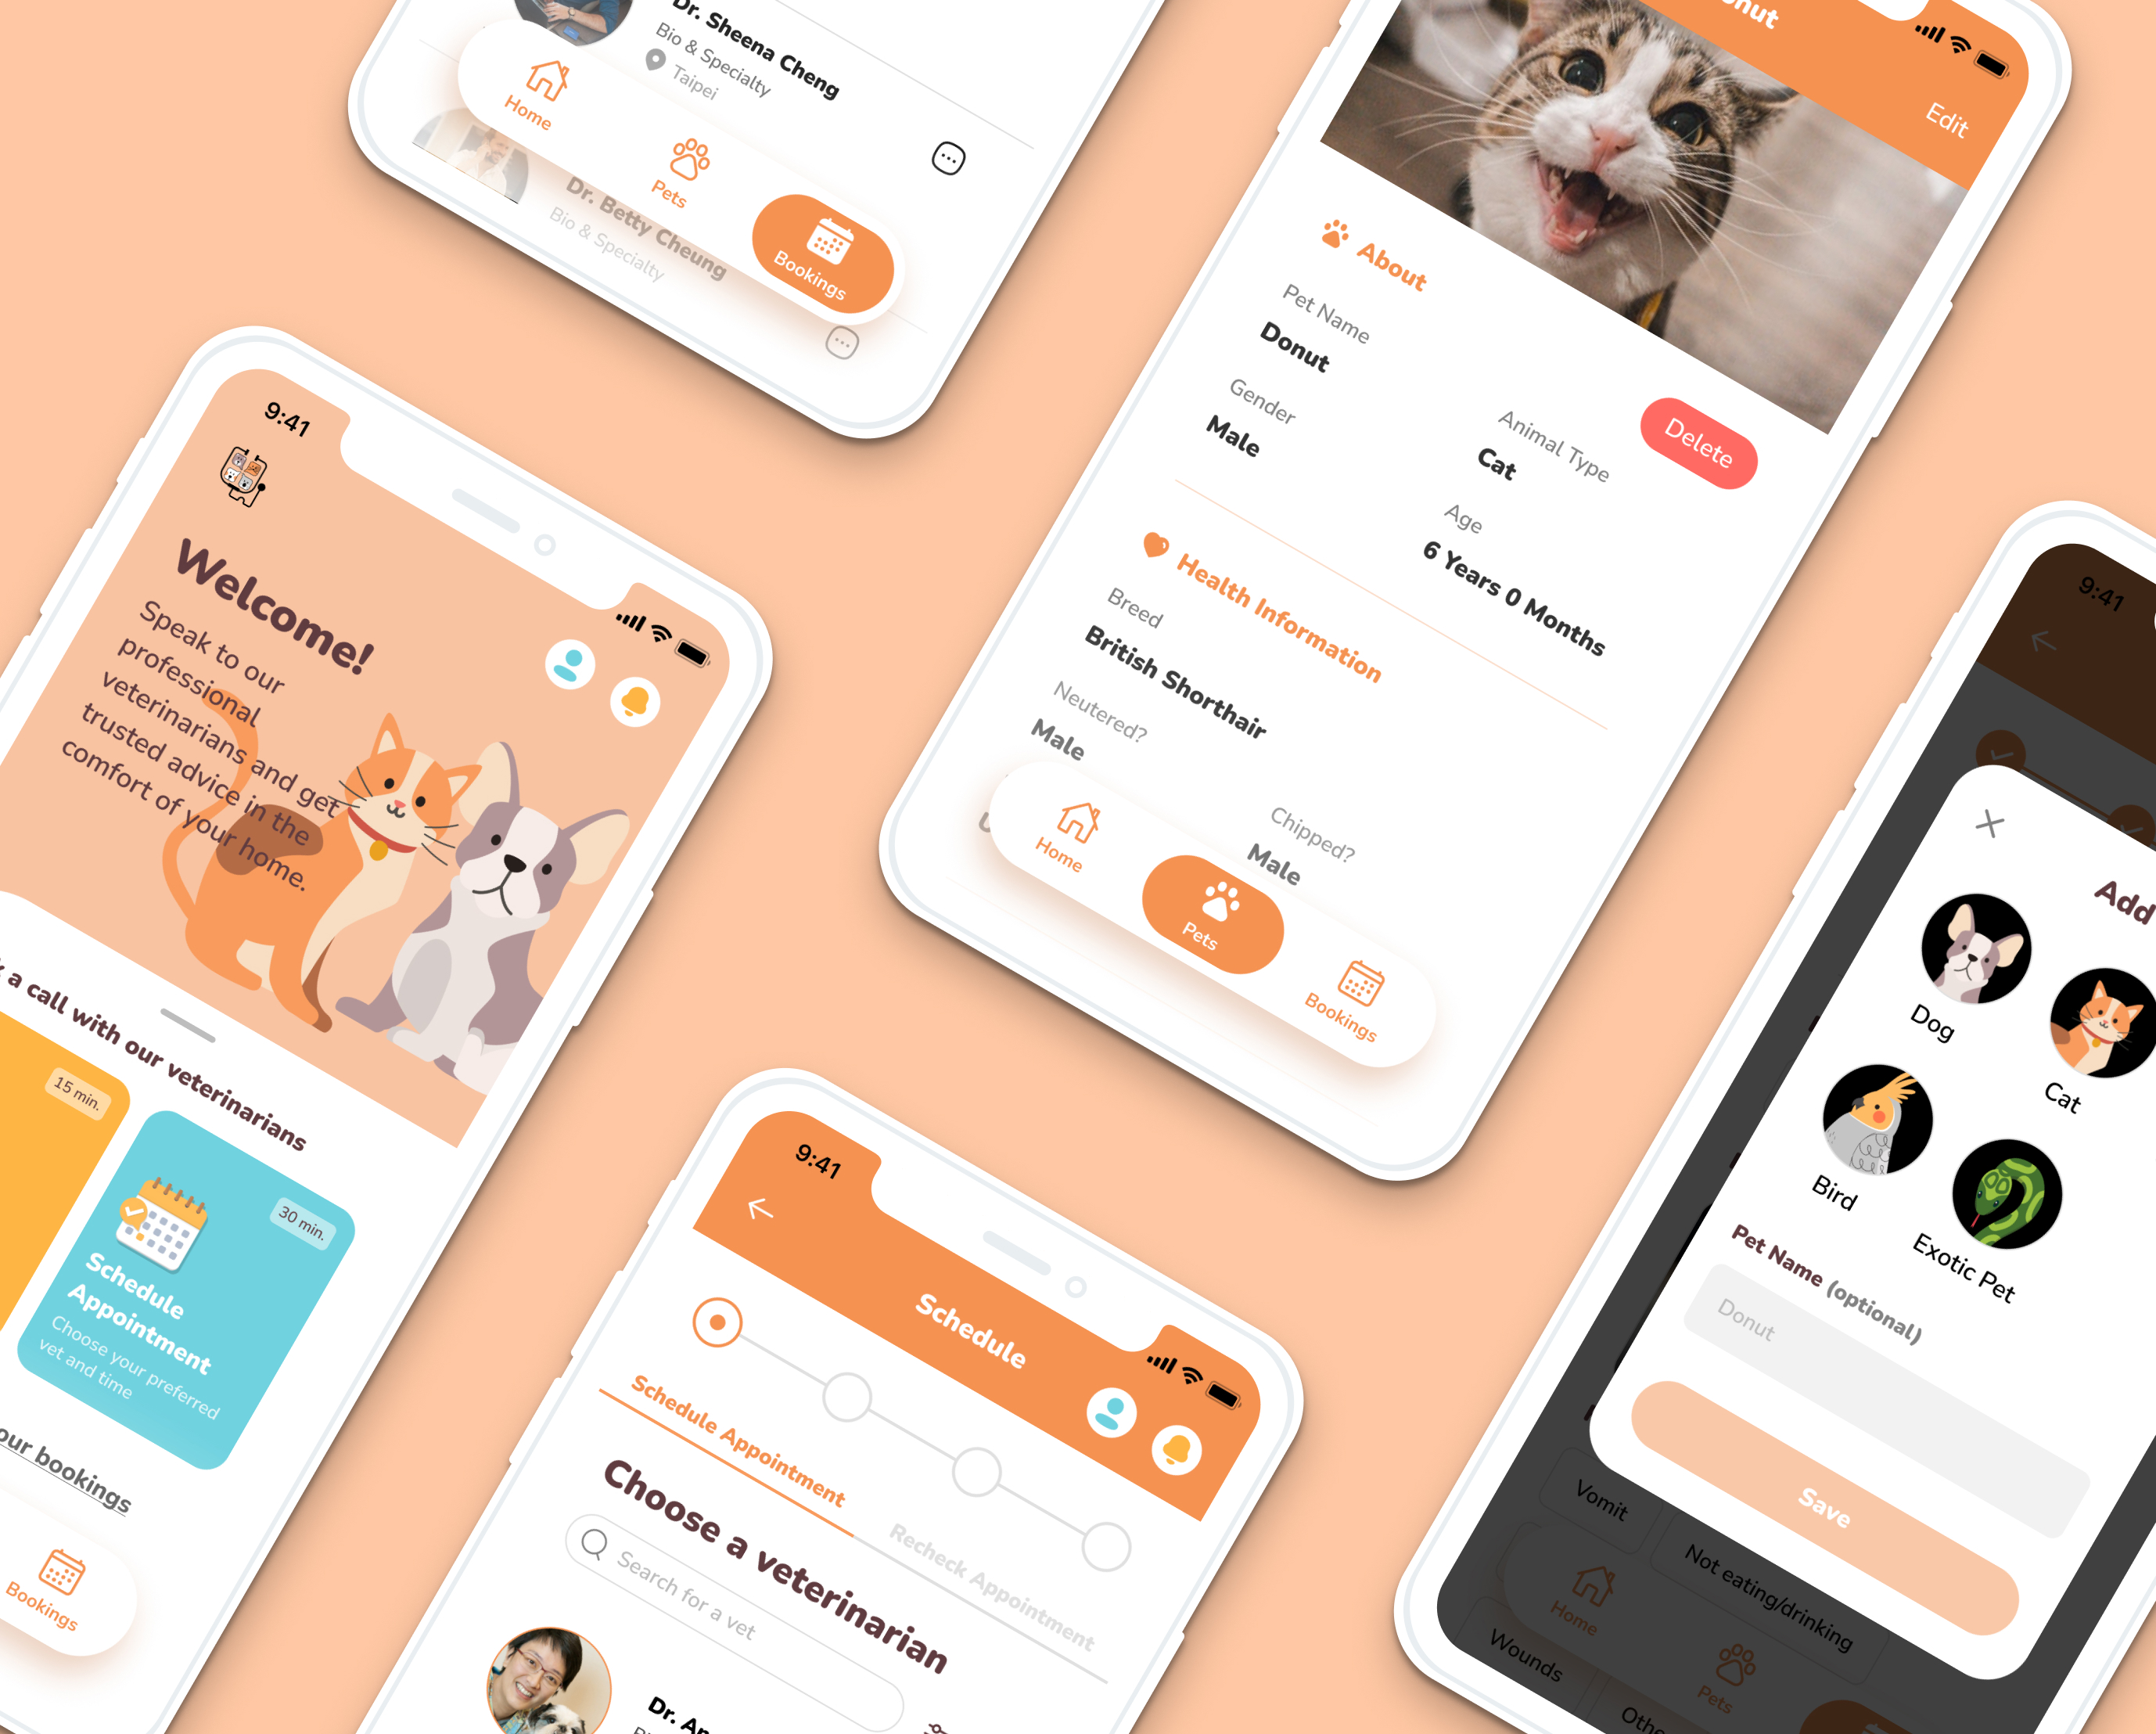 Dr. Sheena Cheng
Bio & Specialty
Taipei
Home
Pets
Bookings
Dr. Betty Cheung
Bio & Specialty
Edit
About
Pet Name
Donut
Gender
Male
Animal Type
Cat
Age
6 Years 0 Months
Delete
Health Information
Breed
British Shorthair
Neutered?
Male
Chipped?
Male
Home
Pets
Bookings
9:41
Welcome!
Speak to our
professional
veterinarians and get
trusted advice in the
comfort of your home.
a call with our veterinarians
15 min.
30 min.
Schedule
Appointment
Choose your preferred
vet and time
bookings
Bookings
9:41
Schedule
Schedule Appointment
Recheck Appointment
Choose a veterinarian
Search for a vet
Dr.
9:41
Add
Dog
Cat
Bird
Exotic Pet
Pet Name (optional)
Donut
Save
Vomit
Not eating/drinking
Wounds
Home
Pets